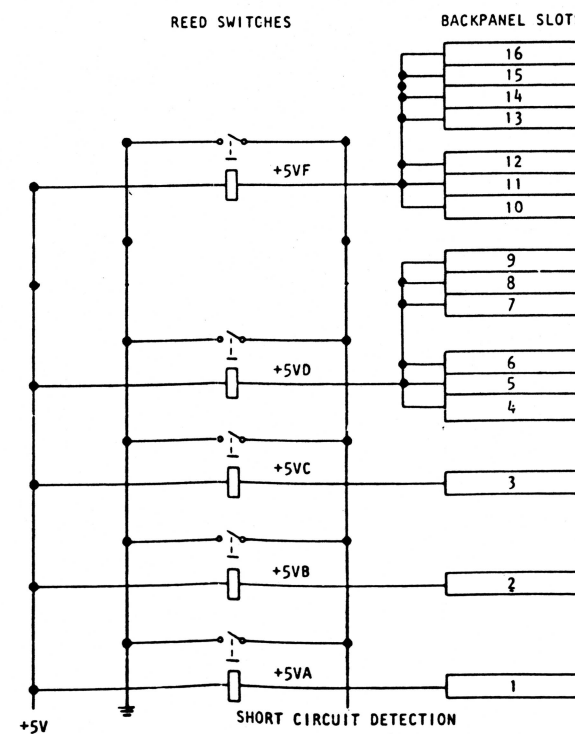 REED SWITCHES
BACKPANEL SLOT
16
15
14
13
12
+5VF
11
10
9
8
7
6
+5VD
5
4
+5VC
3
+5VB
2
+5VA
1
+5V
SHORT CIRCUIT DETECTION